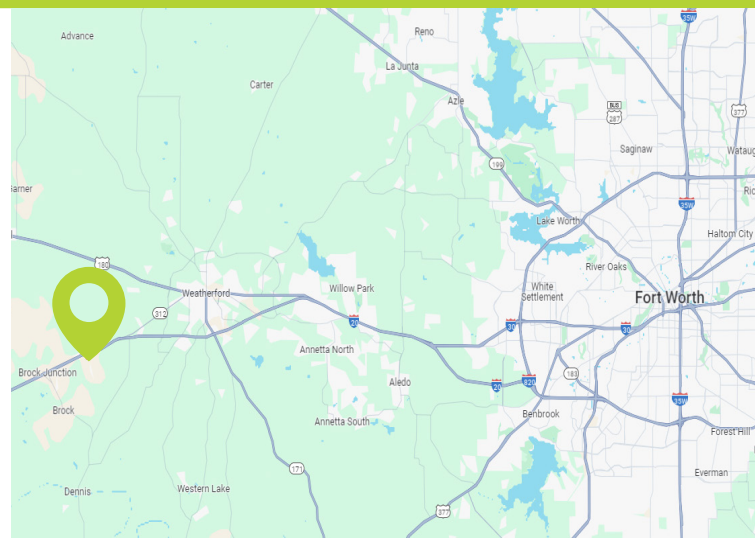 35W
Reno
Advance
La Junta
Carter
Azle
BUS
287
377
Saginaw
199
35W
Lake Worth
Haltom City
180
River Oaks
Weatherford
Willow Park
White
Settlement
Fort Worth
312
20
30
30
Annetta North
183
Brock Junction
Aledo
20
820
35W
Brock
Benbrook
Annetta South
Forest Hill
171
Everman
Dennis
Western Lake
377